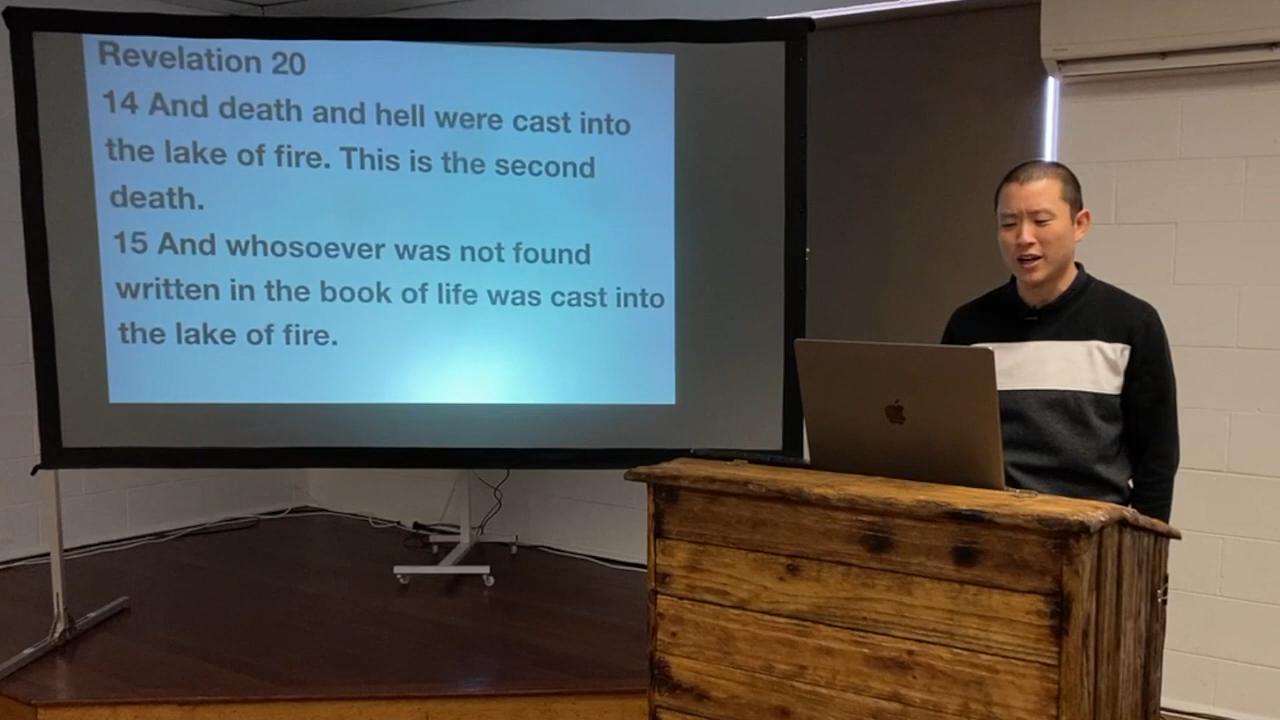 Revelation 20
14 And death and hell were cast into
the lake of fire. This is the second
death.
15 And whosoever was not found
written in the book of life was cast into
the lake of fire.